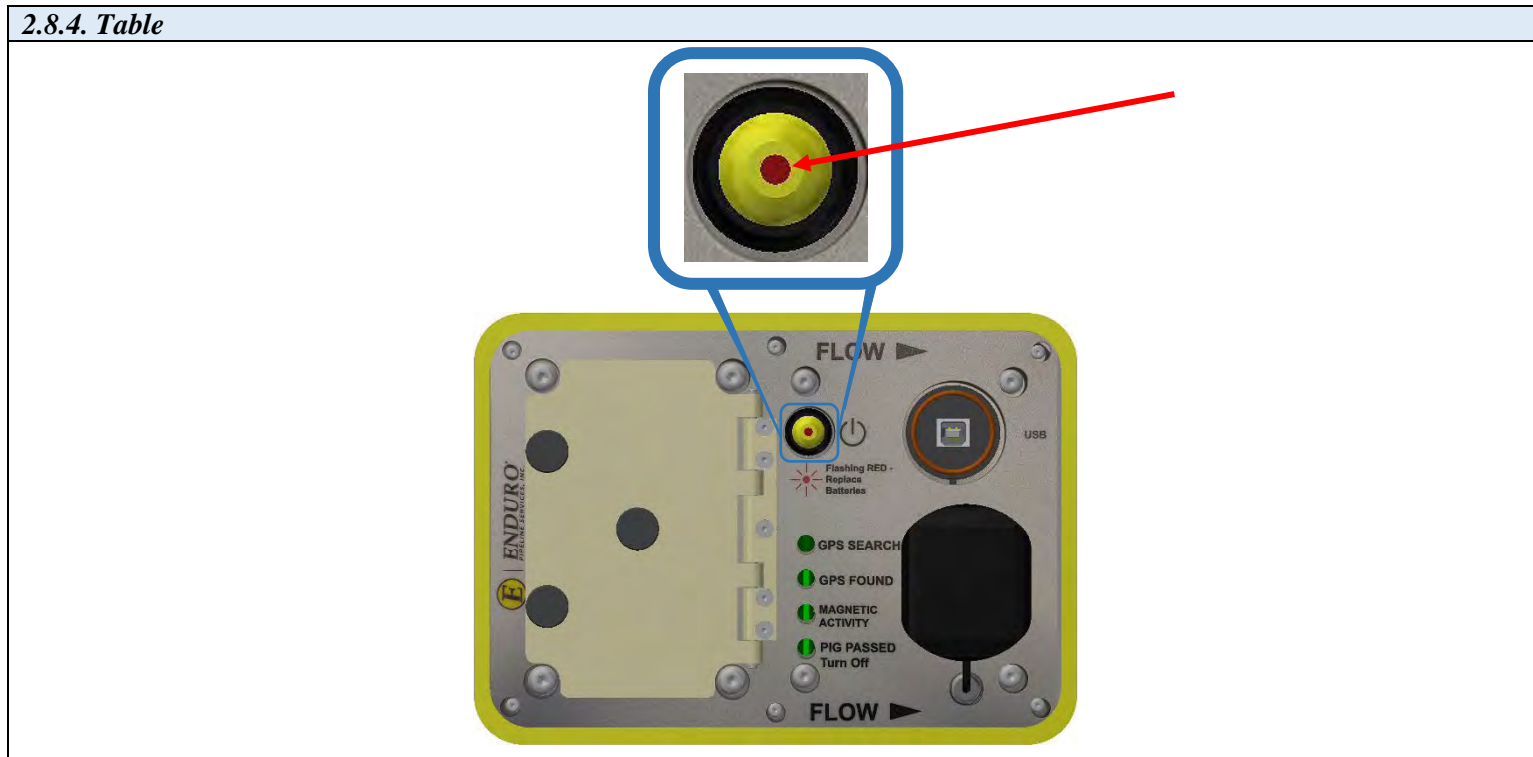 2.8.4. Table
FLOW
USB
Flashing RED -
Replace
Batteries
ENDURO
PIPELINE SERVICES, INC.
E
GPS SEARCH
GPS FOUND
MAGNETIC
ACTIVITY
PIG PASSED
Turn Off
FLOW